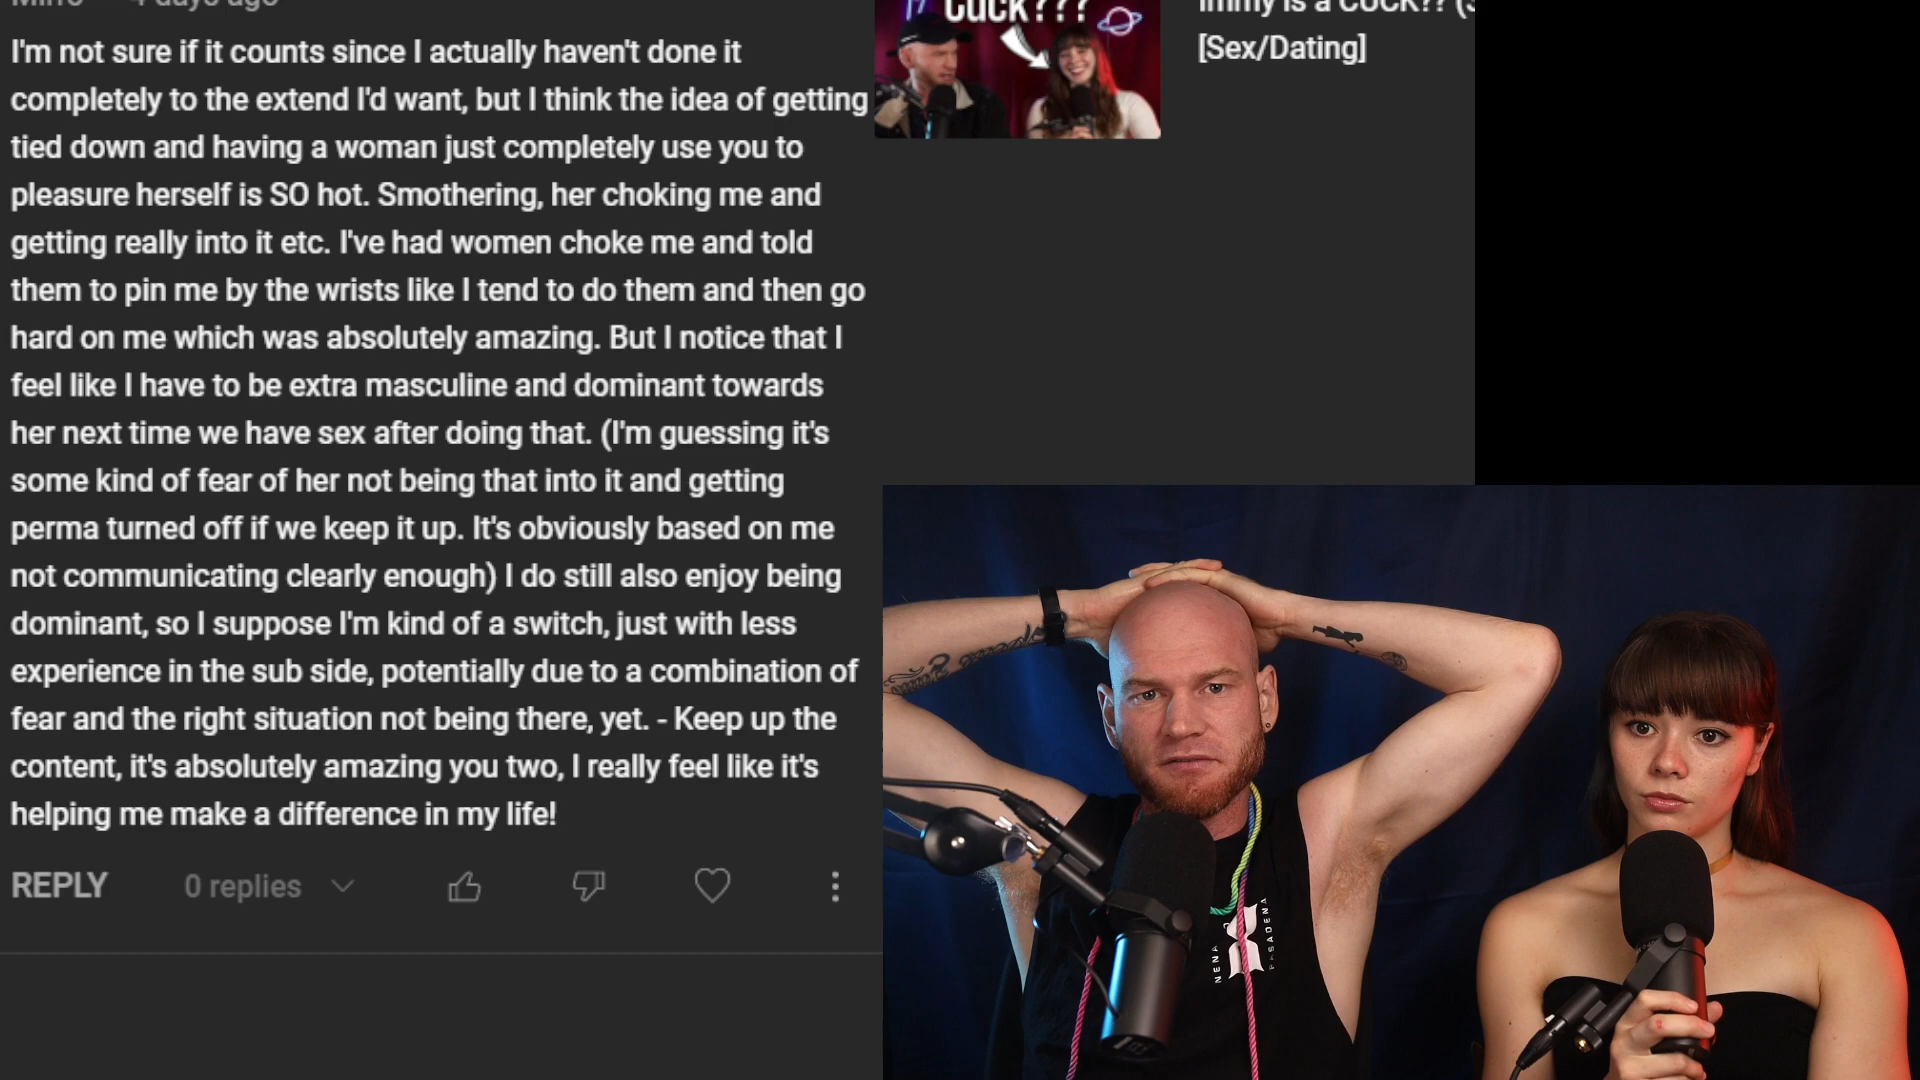 4 days ago
I'm not sure if it counts since I actually haven't done it
completely to the extend I'd want, but I think the idea of getting
tied down and having a woman just completely use you to
pleasure herself is SO hot. Smothering, her choking me and
getting really into it etc. I've had women choke me and told
them to pin me by the wrists like I tend to do them and then go
hard on me which was absolutely amazing. But I notice that I
feel like I have to be extra masculine and dominant towards
her next time we have sex after doing that. (I'm guessing it's
some kind of fear of her not being that into it and getting
perma turned off if we keep it up. It's obviously based on me
not communicating clearly enough) I do still also enjoy being
dominant, so I suppose I'm kind of a switch, just with less
experience in the sub side, potentially due to a combination of
fear and the right situation not being there, yet. - Keep up the
content, it's absolutely amazing you two, I really feel like it's
helping me make a difference in my life!
REPLY 0 replies
Cuck???
is a CUCK?? (S
[Sex/Dating]
NENA
PASADENA